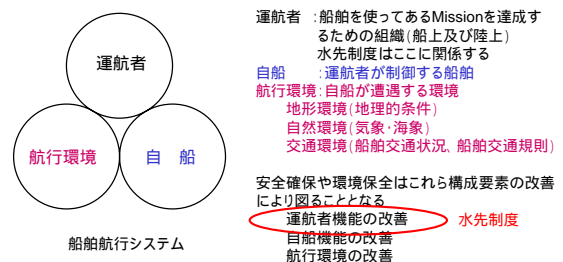 運航者
航行環境
自　船
船舶航行システム
運航者　:船舶を使ってあるMissionを達成す
るための組織(船上及び陸上)
水先制度はここに関係する
自船　　:運航者が制御する船舶
航行環境:自船が遭遇する環境
地形環境(地理的条件)
自然環境(気象・海象)
交通環境(船舶交通状況、船舶交通規則)
安全確保や環境保全はこれら構成要素の改善
により図ることとなる
運航者機能の改善　水先制度
自船機能の改善
航行環境の改善